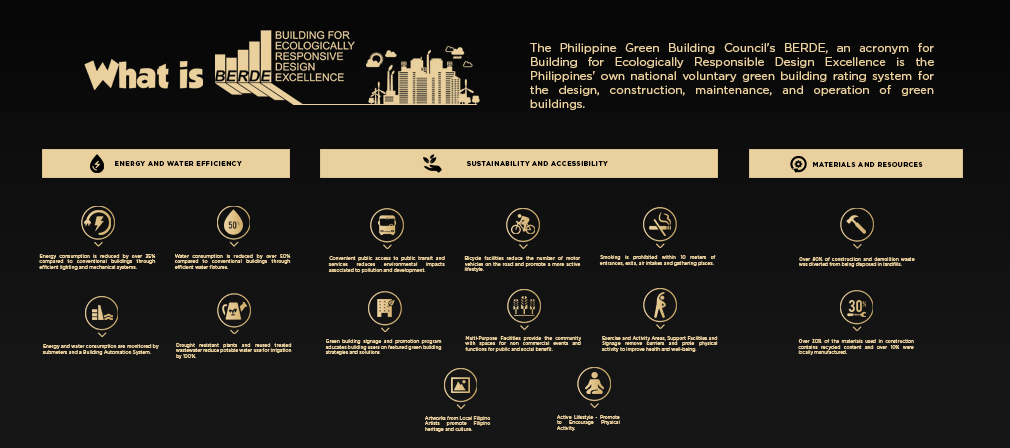 What is
BERDE
BUILDING FOR
ECOLOGICALLY
RESPONSIVE
DESIGN
EXCELLENCE
The Philippine Green Building Council's BERDE, an acronym for
Building for Ecologically Responsible Design Excellence is the
Philippines' own national voluntary green building rating system for
the design, construction, maintenance, and operation of green
buildings.
ENERGY AND WATER EFFICIENCY
Energy consumption is reduced by over 35%
compared to conventional buildings through
efficient lighting and mechanical systems.
50%
Water consumption is reduced by over 50%
compared to conventional buildings through
efficient water fixtures.
Energy and water consumption are monitored by
submeters and a Building Automation System.
Drought resistant plants and reused treated
wastewater reduce potable water use for irrigation
by 100%.
SUSTAINABILITY AND ACCESSIBILITY
Convenient public access to public transit and
services reduces environmental impacts
associated to pollution and development.
Bicycle facilities reduce the number of motor
vehicles on the road and promote a more active
lifestyle.
Smoking is prohibited within 10 meters of
entrances, exits, air intakes and gathering places.
Green building signage and promotion program
educates building users on featured green building
strategies and solutions
Multi-Purpose Facilities provide the community
with spaces for non commercial events and
functions for public and social benefit.
Exercise and Activity Areas, Support Facilities and
Signage remove barriers and prote physical
activity to improve health and well-being.
Artworks from Local Filipino
Artists promote Filipino
heritage and culture.
Active Lifestyle - Promote
to Encourage Physical
Activity.
MATERIALS AND RESOURCES
Over 80% of construction and demolition waste
was diverted from being disposed in landfills.
30%
Over 30% of the materials used in construction
contains recycled content and over 10% were
locally manufactured.